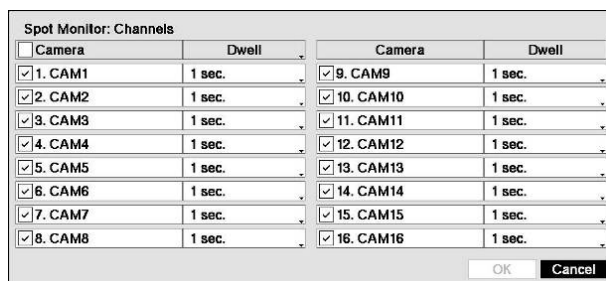 Spot Monitor: Channels
Camera Dwell Camera Dwell
1. CAM1 1 sec. 9. CAM9 1 sec.
2. CAM2 1 sec. 10. CAM10 1 sec.
3. CAM3 1 sec. 11. CAM11 1 sec.
4. CAM4 1 sec. 12. CAM12 1 sec.
5. CAM5 1 sec. 13. CAM13 1 sec.
6. CAM6 1 sec. 14. CAM14 1 sec.
7. CAM7 1 sec. 15. CAM15 1 sec.
8. CAM8 1 sec. 16. CAM16 1 sec.
OK Cancel